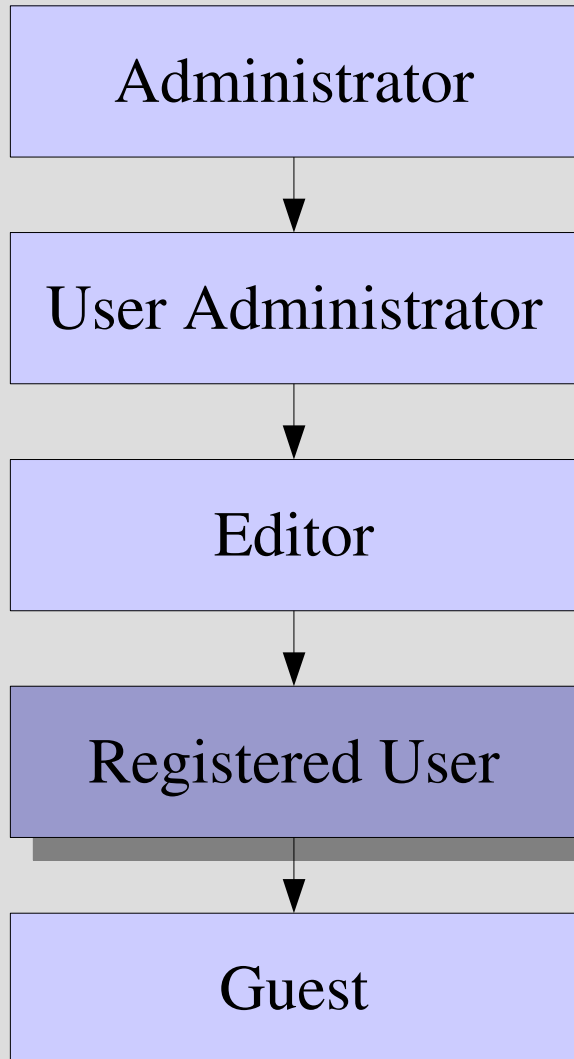 Administrator
User Administrator
Editor
Registered User
Guest